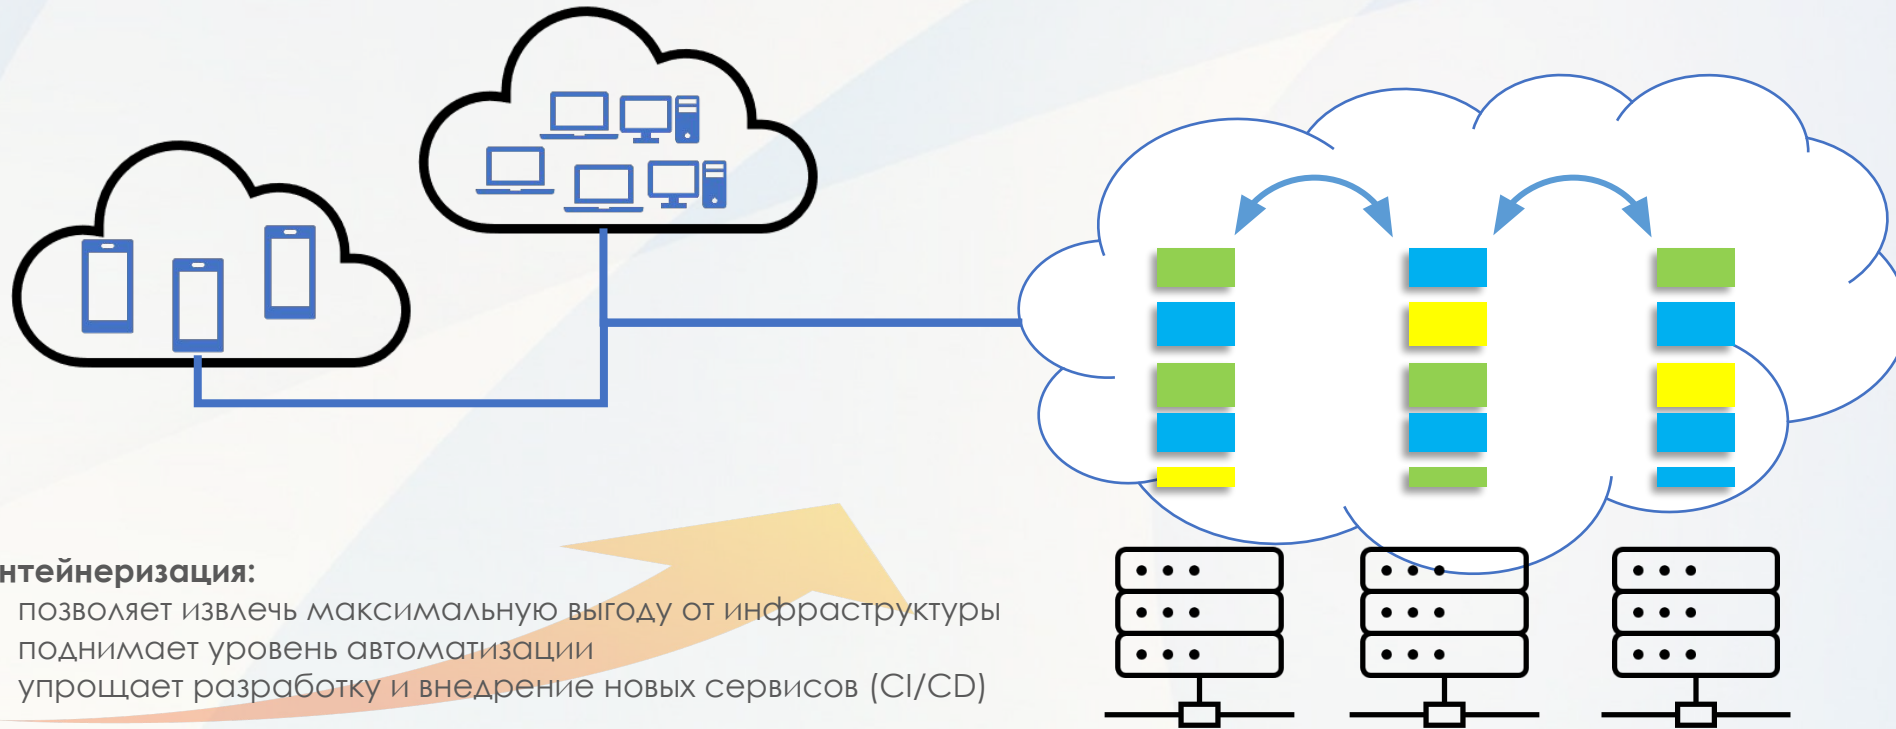 нтейнеризация:
позволяет извлечь максимальную выгоду от инфраструктуры
поднимает уровень автоматизации
упрощает разработку и внедрение новых сервисов (CI/CD)